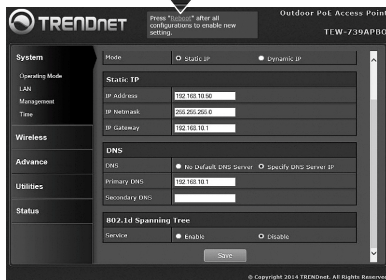 TRENDNET
Press "Reboot" after all
configurations to enable new
setting.
Outdoor PoE Access Point
TEW-739APBO
System
Operating Mode
LAN
Management
Time
Wireless
Advance
Utilities
Status
Mode Static IP Dynamic IP
Static IP
IP Address 192.168.10.50
IP Netmask 255.255.255.0
IP Gateway 192.168.10.1
DNS
DNS No Default DNS Server Specify DNS Server IP
Primary DNS 192.168.10.1
Secondary DNS
802.1d Spanning Tree
Service Enable Disable
Save
© Copyright 2014 TRENDnet. All Rights Reserved